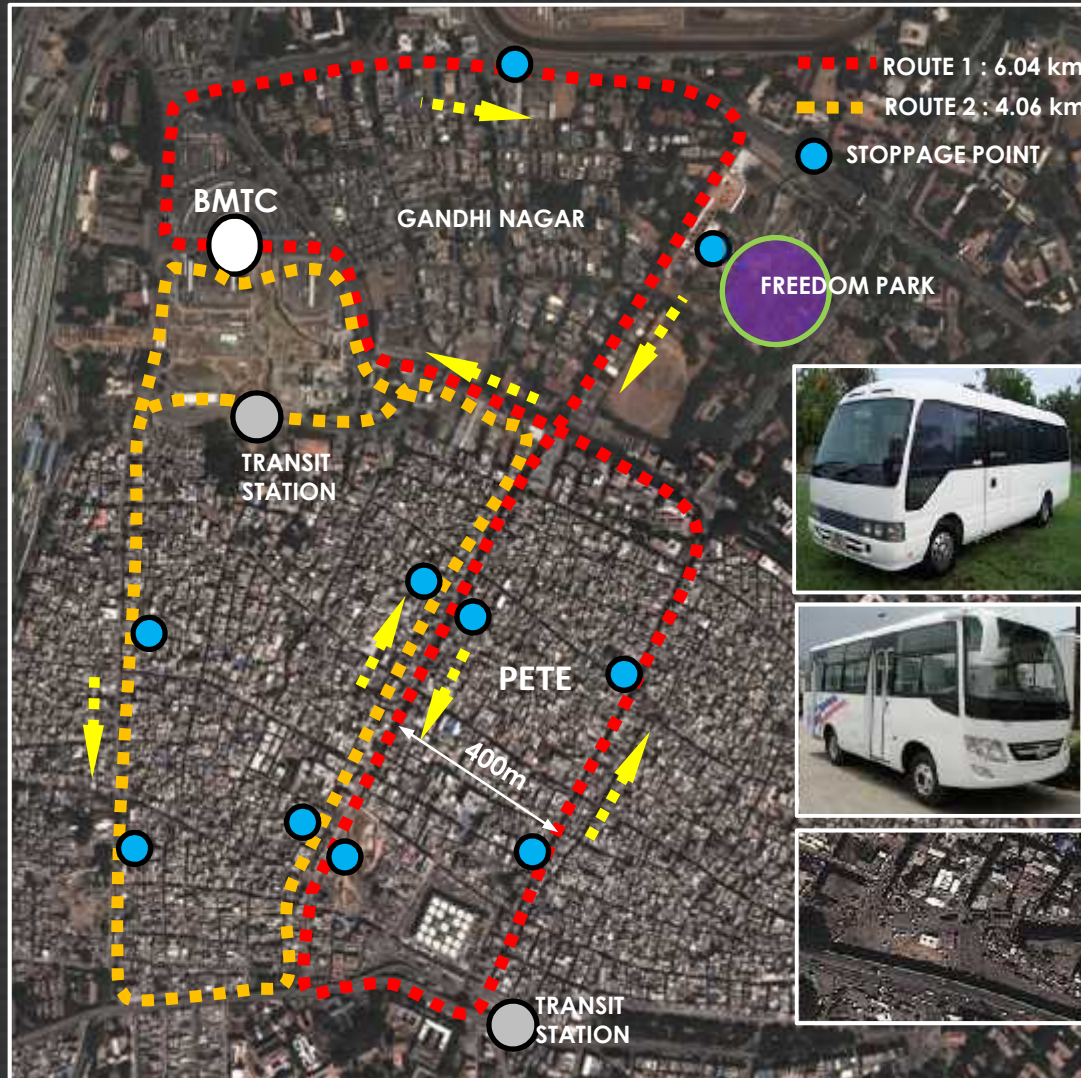 ROUTE 1 : 6.04 km
ROUTE 2 : 4.06 km
STOPPAGE POINT
BMTC
GANDHI NAGAR
FREEDOM PARK
TRANSIT
STATION
PETE
400m
TRANSIT
STATION